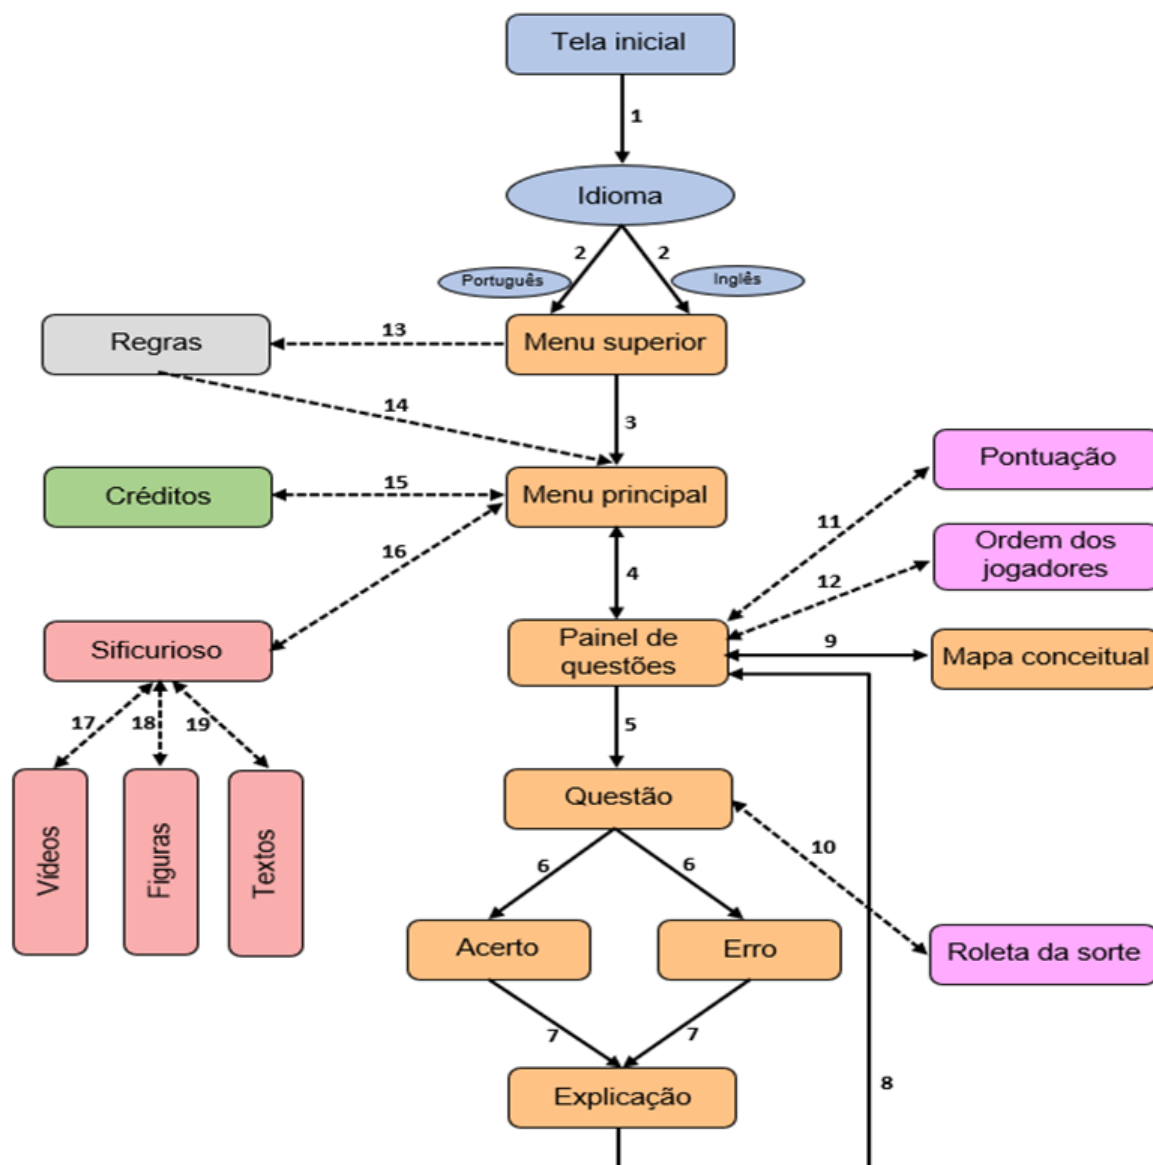 Tela inicial
1
Idioma
2
2
Português
Inglês
Regras
13
Menu superior
14
3
Pontuação
Créditos
15
Menu principal
11
16
4
Ordem dos
jogadores
12
Sificurioso
Painel de
questões
9
Mapa conceitual
17
18
19
5
Vídeos
Figuras
Textos
Questão
10
6
6
Acerto
Erro
Roleta da sorte
7
7
8
Explicação